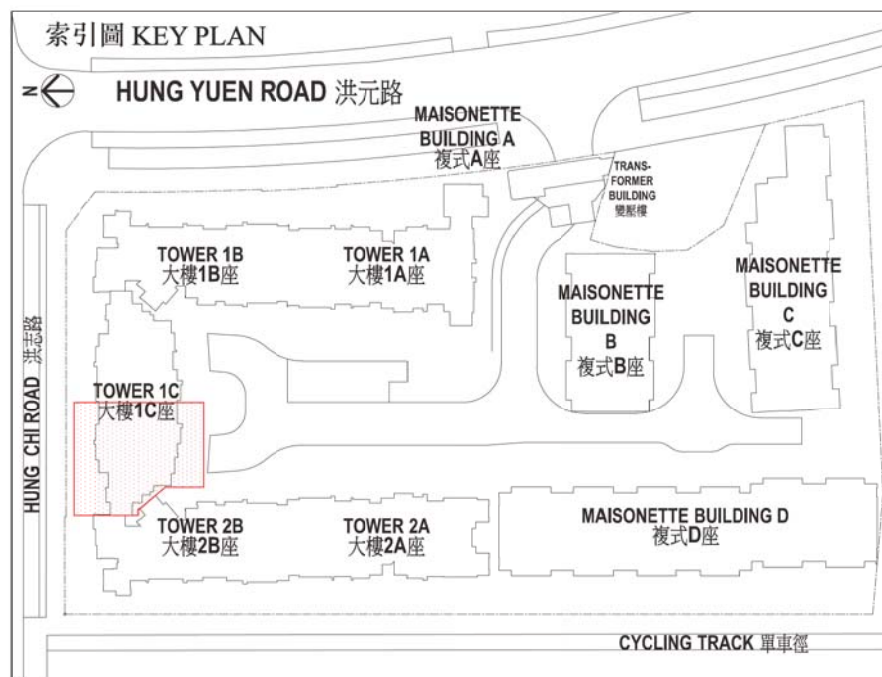 索引圖 KEY PLAN
N
HUNG YUEN ROAD 洪元路
MAISONETTE
BUILDING A
複式A座
TRANS-
FORMER
BUILDING
變壓樓
TOWER 1B
大樓1B座
TOWER 1A
大樓1A座
MAISONETTE
BUILDING
B
複式B座
MAISONETTE
BUILDING
C
複式C座
HUNG CHI ROAD 洪志路
TOWER 1C
大樓1C座
TOWER 2B
大樓2B座
TOWER 2A
大樓2A座
MAISONETTE BUILDING D
複式D座
CYCLING TRACK 單車徑